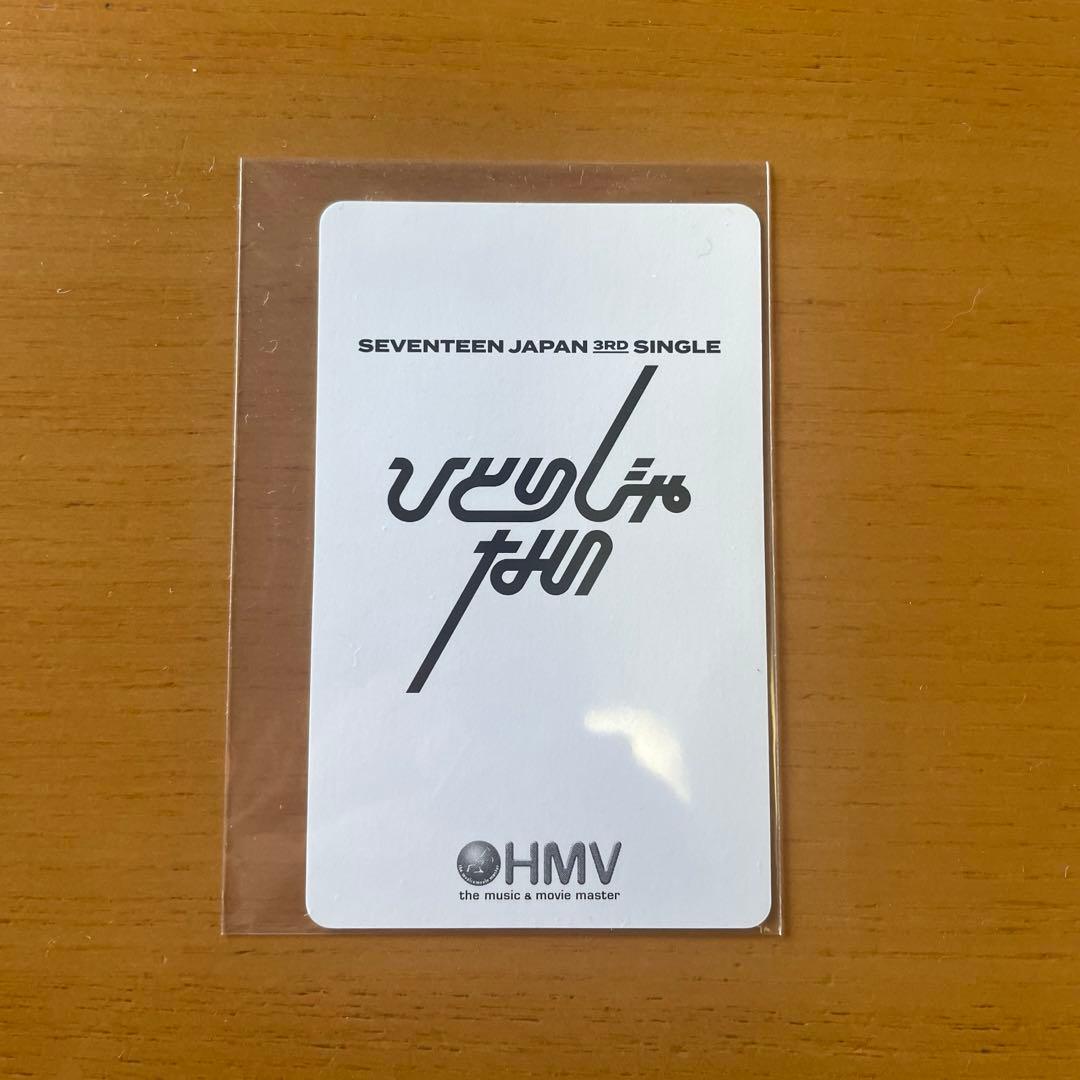 SEVENTEEN JAPAN 3RD SINGLE
ひとりじゃ
ない
HMV
the music & movie master